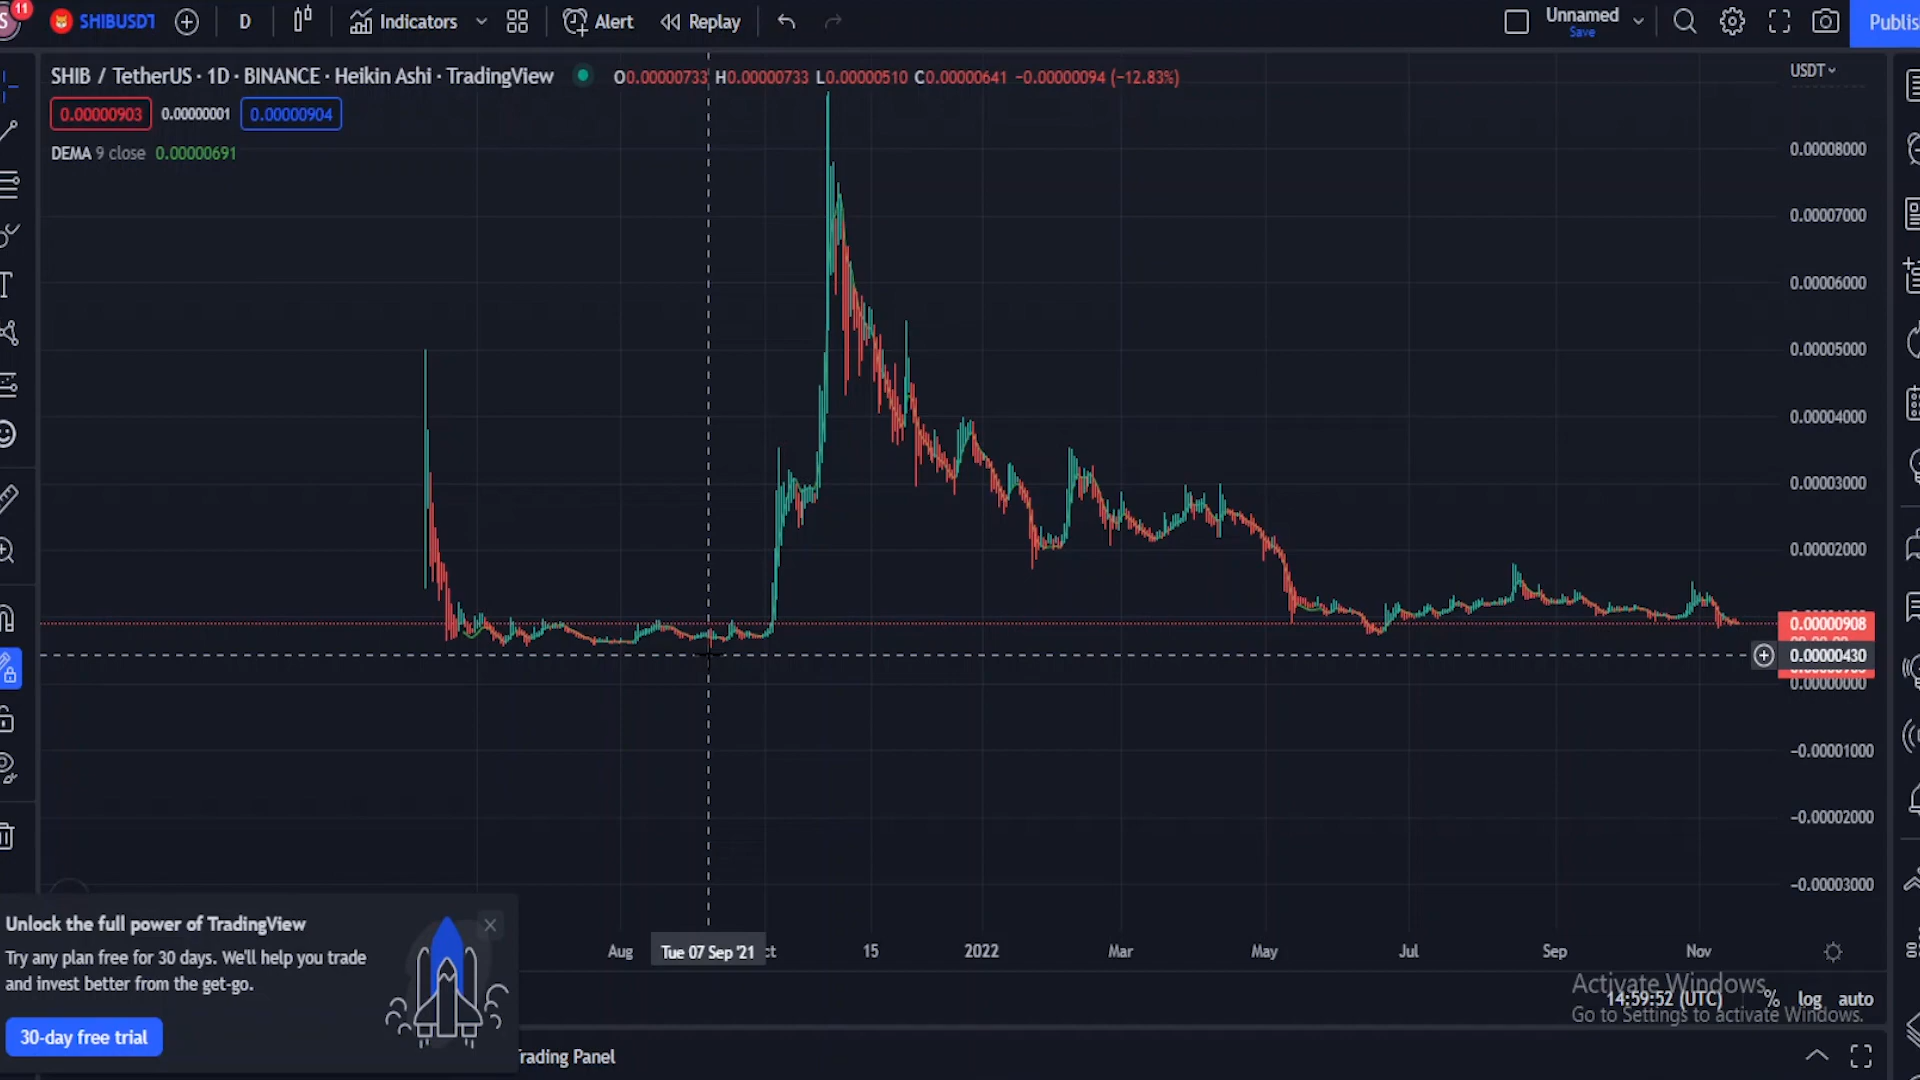 S 11 SHIBUSDT D Indicators Alert Replay Unnamed Publis
Save
SHIB / TetherUS · 1D · BINANCE · Heikin Ashi · TradingView O0.00000733 H0.00000733 L0.00000510 C0.00000641 −0.00000094 (−12.83%)
USDT
0.00000903 0.00000001 0.00000904
DEMA 9 close 0.00000691
0.00008000
0.00007000
0.00006000
0.00005000
0.00004000
0.00003000
0.00002000
0.00000908
0.00000430
0.00000000
−0.00001000
−0.00002000
−0.00003000
Aug Tue 07 Sep '21 ct 15 2022 Mar May Jul Sep Nov
Unlock the full power of TradingView
Try any plan free for 30 days. We'll help you trade
and invest better from the get-go.
30-day free trial
Activate Windows
14:59:52 (UTC) % log auto
Go to Settings to activate Windows.
Trading Panel